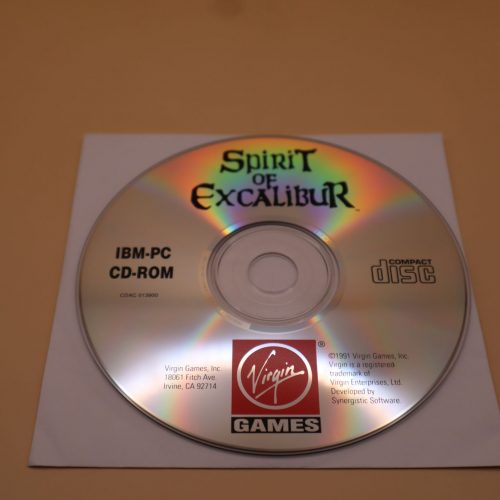 Spirit
of
Excalibur™
IBM-PC
CD-ROM
COMPACT
disc
Virgin Games, Inc
18061 Fitch Ave
Irvine, CA 92714
Virgin®
GAMES
©1991 Virgin Games, Inc.
Virgin is a registered
trademark of
Virgin Enterprises, Ltd.
Developed by
Synergistic Software.